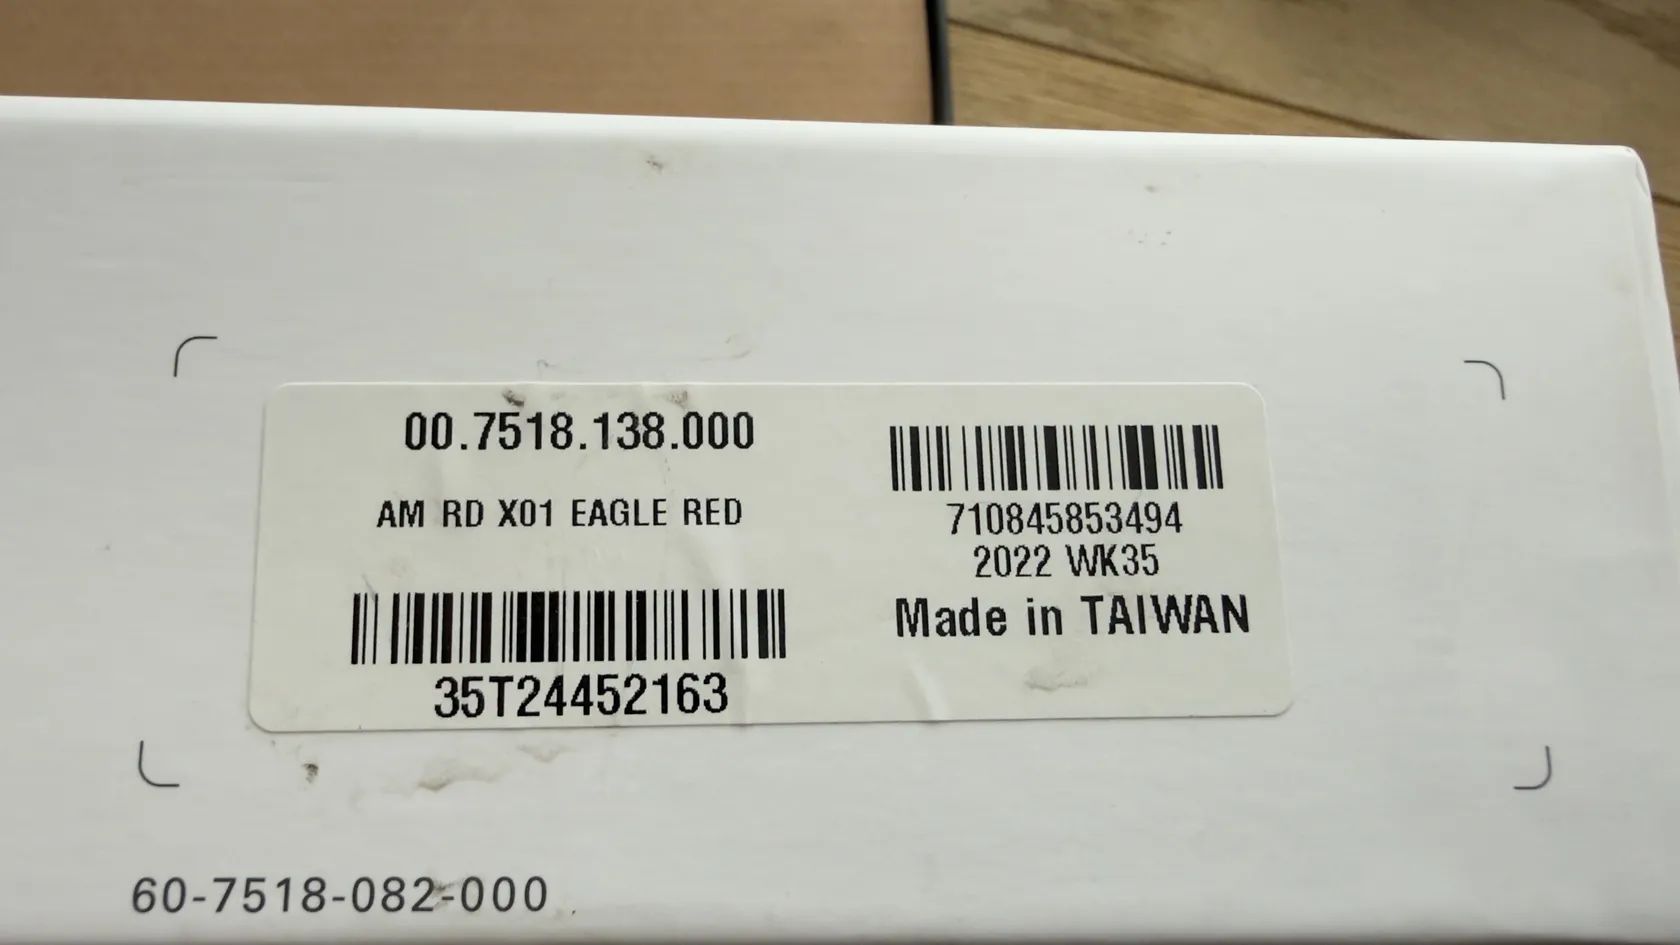 00.7518.138.000
AM RD X01 EAGLE RED
35T24452163
710845853494
2022 WK35
Made in TAIWAN
60-7518-082-000